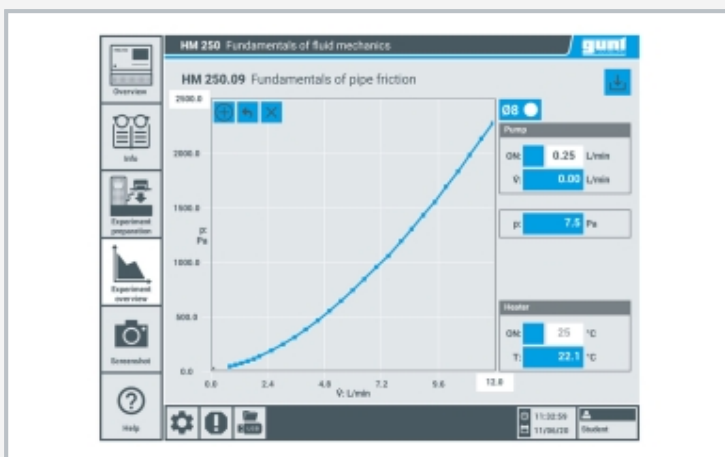 HM 250 Fundamentals of fluid mechanics
gunt
HM 250.09 Fundamentals of pipe friction
Overview
Info
Experiment preparation
Experiment overview
Screenshot
Help
2500.0
2000.0
1500.0
p:
Pa
1000.0
500.0
0.0
0.0 2.4 4.8 7.2 9.6 12.0
V̇: L/min
Ø8
Pump
ON: 0.25 L/min
V̇: 0.00 L/min
p: 7.5 Pa
Heater
ON: 25 °C
T: 22.1 °C
USB
11:32:59
11/06/20
Student